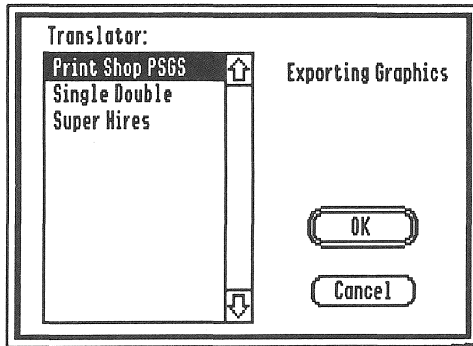 Translator:
Print Shop PSGS
Single Double
Super Hires
Exporting Graphics
OK
Cancel